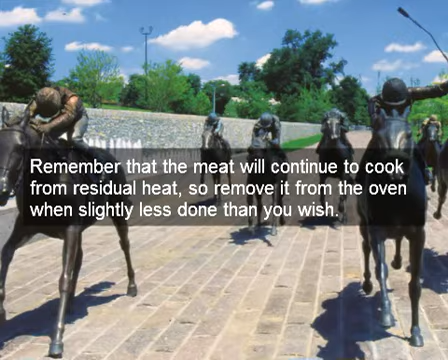 Remember that the meat will continue to cook
from residual heat, so remove it from the oven
when slightly less done than you wish.